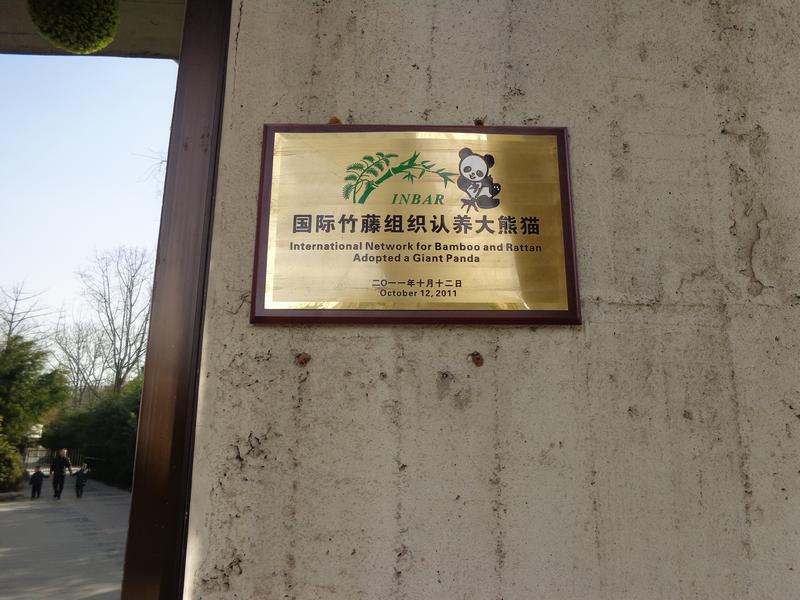 INBAR
国际竹藤组织认养大熊猫
International Network for Bamboo and Rattan
Adopted a Giant Panda
二〇一一年十月十二日
October 12, 2011